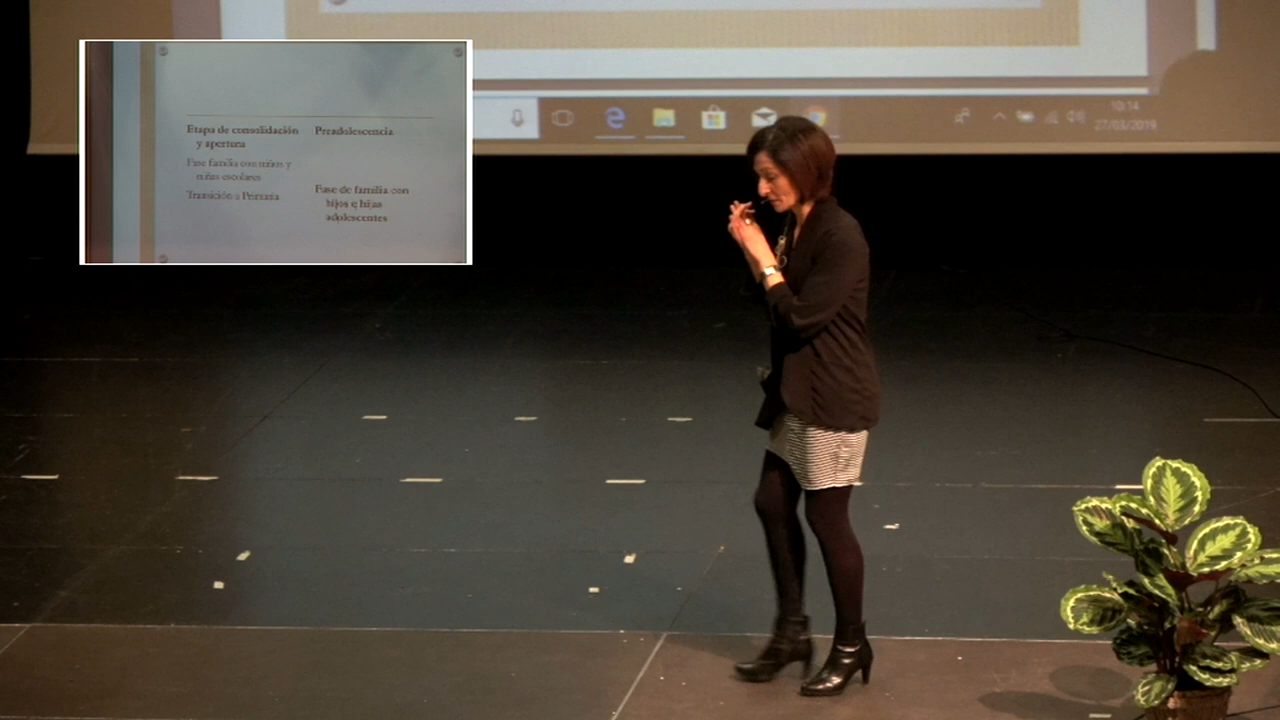 Etapa de consolidación
y apertura
Fase familia con niños y
niñas escolares
Transición a Primaria
Preadolescencia
Fase de familia con
hijos e hijas
adolescentes
10:14
27/03/2019